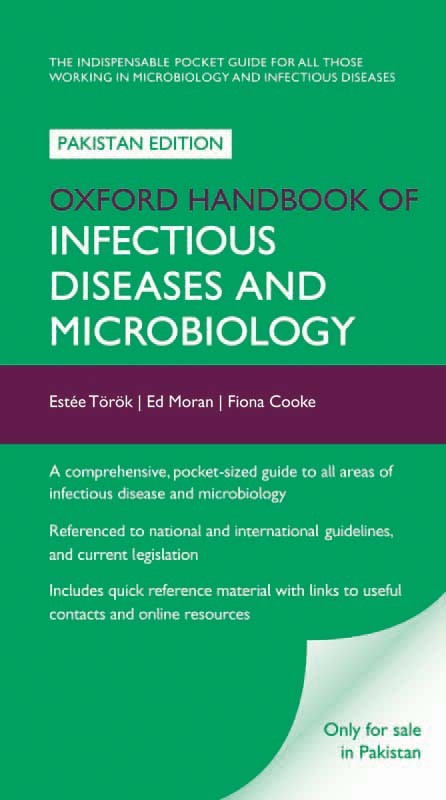 THE INDISPENSABLE POCKET GUIDE FOR ALL THOSE
WORKING IN MICROBIOLOGY AND INFECTIOUS DISEASES
PAKISTAN EDITION
OXFORD HANDBOOK OF
INFECTIOUS
DISEASES AND
MICROBIOLOGY
Estée Török | Ed Moran | Fiona Cooke
A comprehensive, pocket-sized guide to all areas of
infectious disease and microbiology
Referenced to national and international guidelines,
and current legislation
Includes quick reference material with links to useful
contacts and online resources
Only for sale
in Pakistan